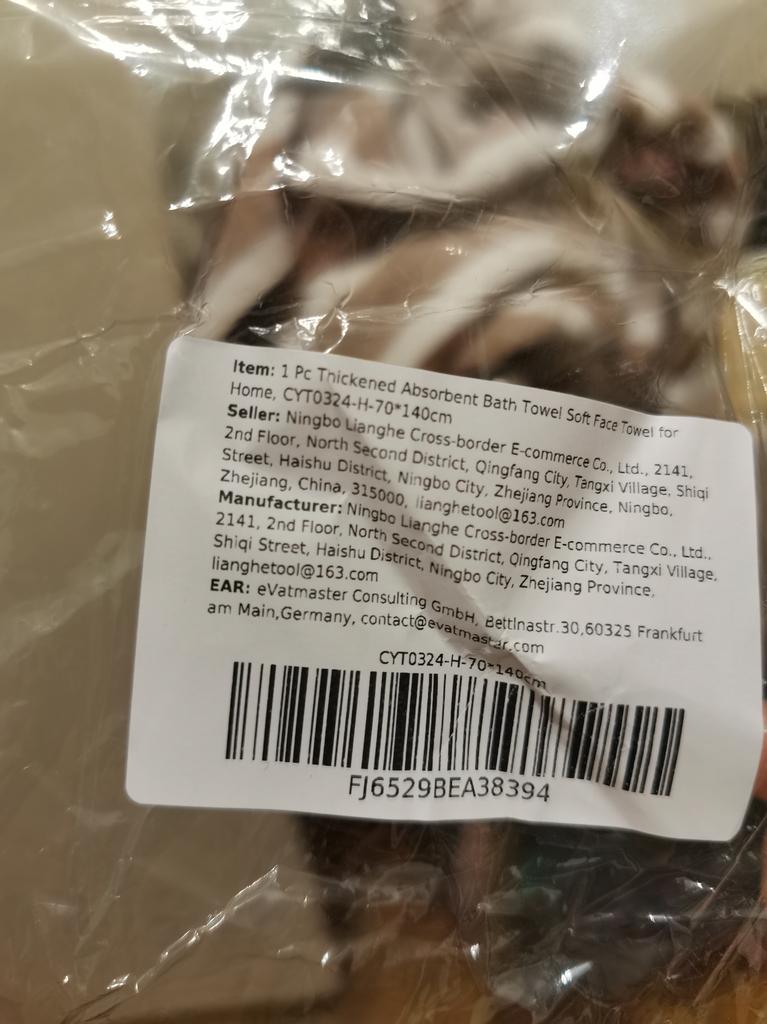 Item: 1 Pc Thickened Absorbent Bath Towel Soft Face Towel for
Home, CYT0324-H-70*140cm
Seller: Ningbo Lianghe Cross-border E-commerce Co., Ltd., 2141,
2nd Floor, North Second District, Qingfang City, Tangxi Village, Shiqi
Street, Haishu District, Ningbo City, Zhejiang Province, Ningbo,
Zhejiang, China, 315000, lianghetool@163.com
Manufacturer: Ningbo Lianghe Cross-border E-commerce Co., Ltd.,
2141, 2nd Floor, North Second District, Qingfang City, Tangxi Village,
Shiqi Street, Haishu District, Ningbo City, Zhejiang Province,
lianghetool@163.com
EAR: eVatmaster Consulting GmbH, Bettlnastr.30,60325 Frankfurt
am Main,Germany, contact@evatmaster.com
CYT0324-H-70*140cm
FJ6529BEA38394